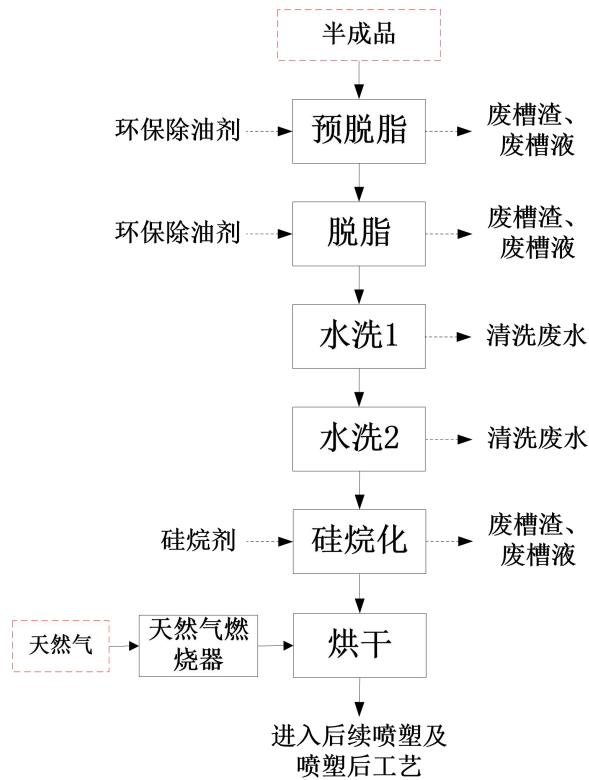 半成品
环保除油剂
预脱脂
废槽渣、
废槽液
环保除油剂
脱脂
废槽渣、
废槽液
水洗1
清洗废水
水洗2
清洗废水
硅烷剂
硅烷化
废槽渣、
废槽液
天然气
天然气燃
烧器
烘干
进入后续喷塑及
喷塑后工艺